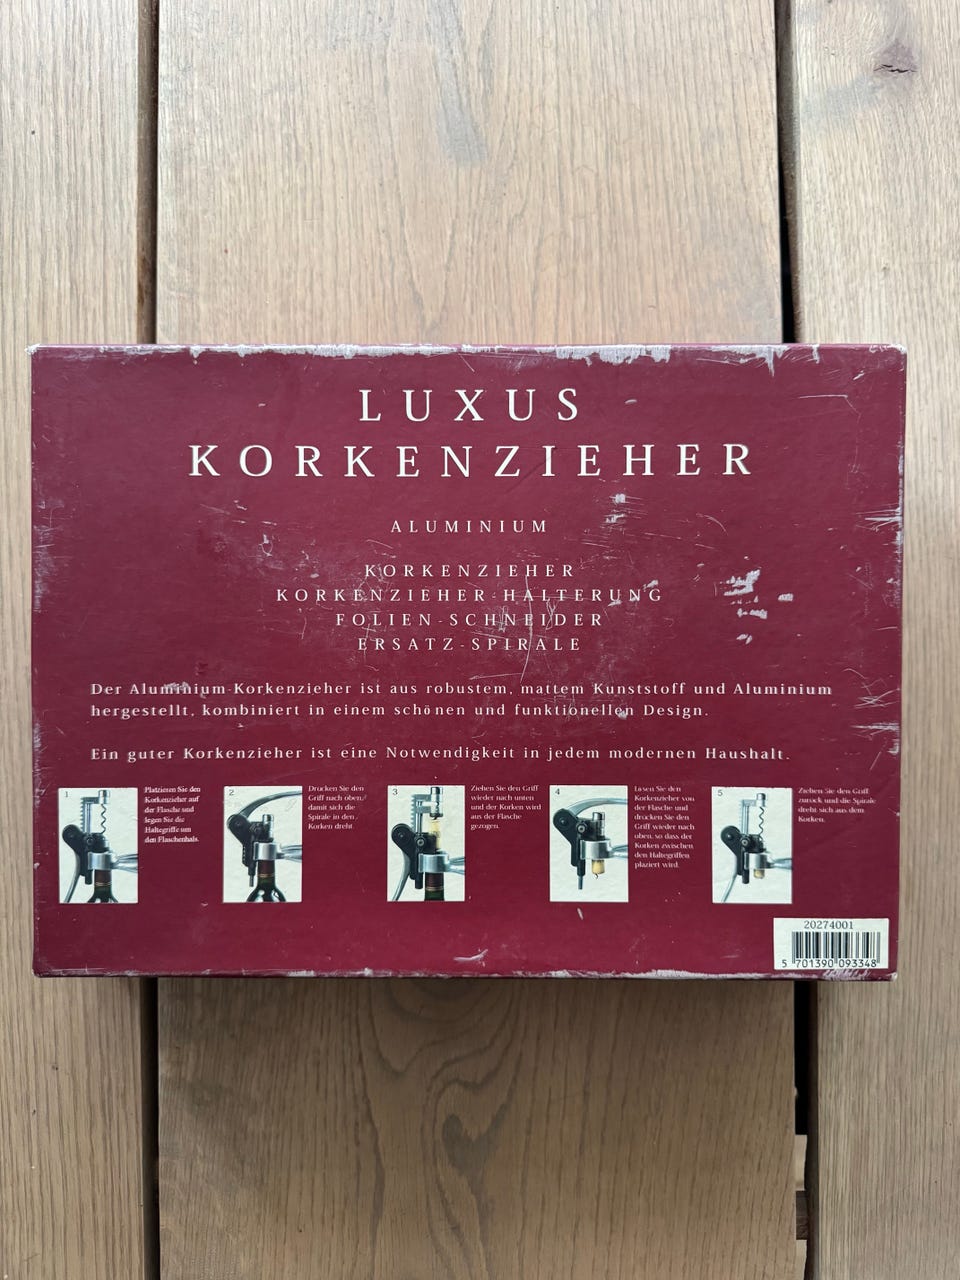 LUXUS
KORKENZIEHER
ALUMINIUM
KORKENZIEHER
KORKENZIEHER-HALTERUNG
FOLIEN-SCHNEIDER
ERSATZ-SPIRALE
Der Aluminium-Korkenzieher ist aus robustem, mattem Kunststoff und Aluminium
hergestellt, kombiniert in einem schönen und funktionellen Design.
Ein guter Korkenzieher ist eine Notwendigkeit in jedem modernen Haushalt.
1
Platzieren Sie den
Korkenzieher auf
der Flasche und
legen Sie die
Haltegriffe um
den Flaschenhals.
2
Drucken Sie den
Griff nach oben,
damit sich die
Spirale in den
Korken dreht.
3
Ziehen Sie den Griff
wieder nach unten
und der Korken wird
aus der Flasche
gezogen.
4
Lösen Sie den
Korkenzieher von
der Flasche und
drucken Sie den
Griff wieder nach
oben, so dass der
Korken zwischen
den Haltegriffen
plaziert wird.
5
Ziehen Sie den Griff
zuruck und die Spirale
dreht sich aus dem
Korken.
20274001
5 701390 093348